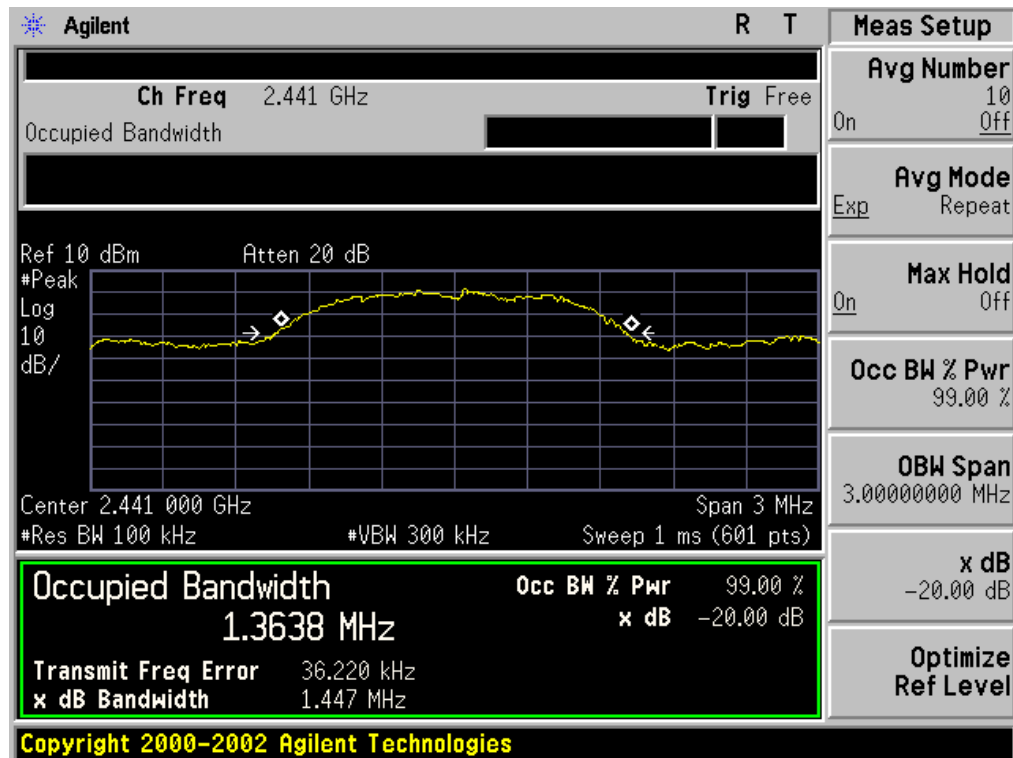 Agilent
R T
Ch Freq 2.441 GHz
Trig Free
Occupied Bandwidth
Ref 10 dBm
Atten 20 dB
#Peak
Log
10
dB/
Center 2.441 000 GHz
Span 3 MHz
#Res BW 100 kHz
#VBW 300 kHz
Sweep 1 ms (601 pts)
Occupied Bandwidth
1.3638 MHz
Occ BW % Pwr 99.00 %
x dB -20.00 dB
Transmit Freq Error 36.220 kHz
x dB Bandwidth 1.447 MHz
Copyright 2000-2002 Agilent Technologies
Meas Setup
Avg Number
10
On Off
Avg Mode
Exp Repeat
Max Hold
On Off
Occ BW % Pwr
99.00 %
OBW Span
3.00000000 MHz
x dB
-20.00 dB
Optimize
Ref Level